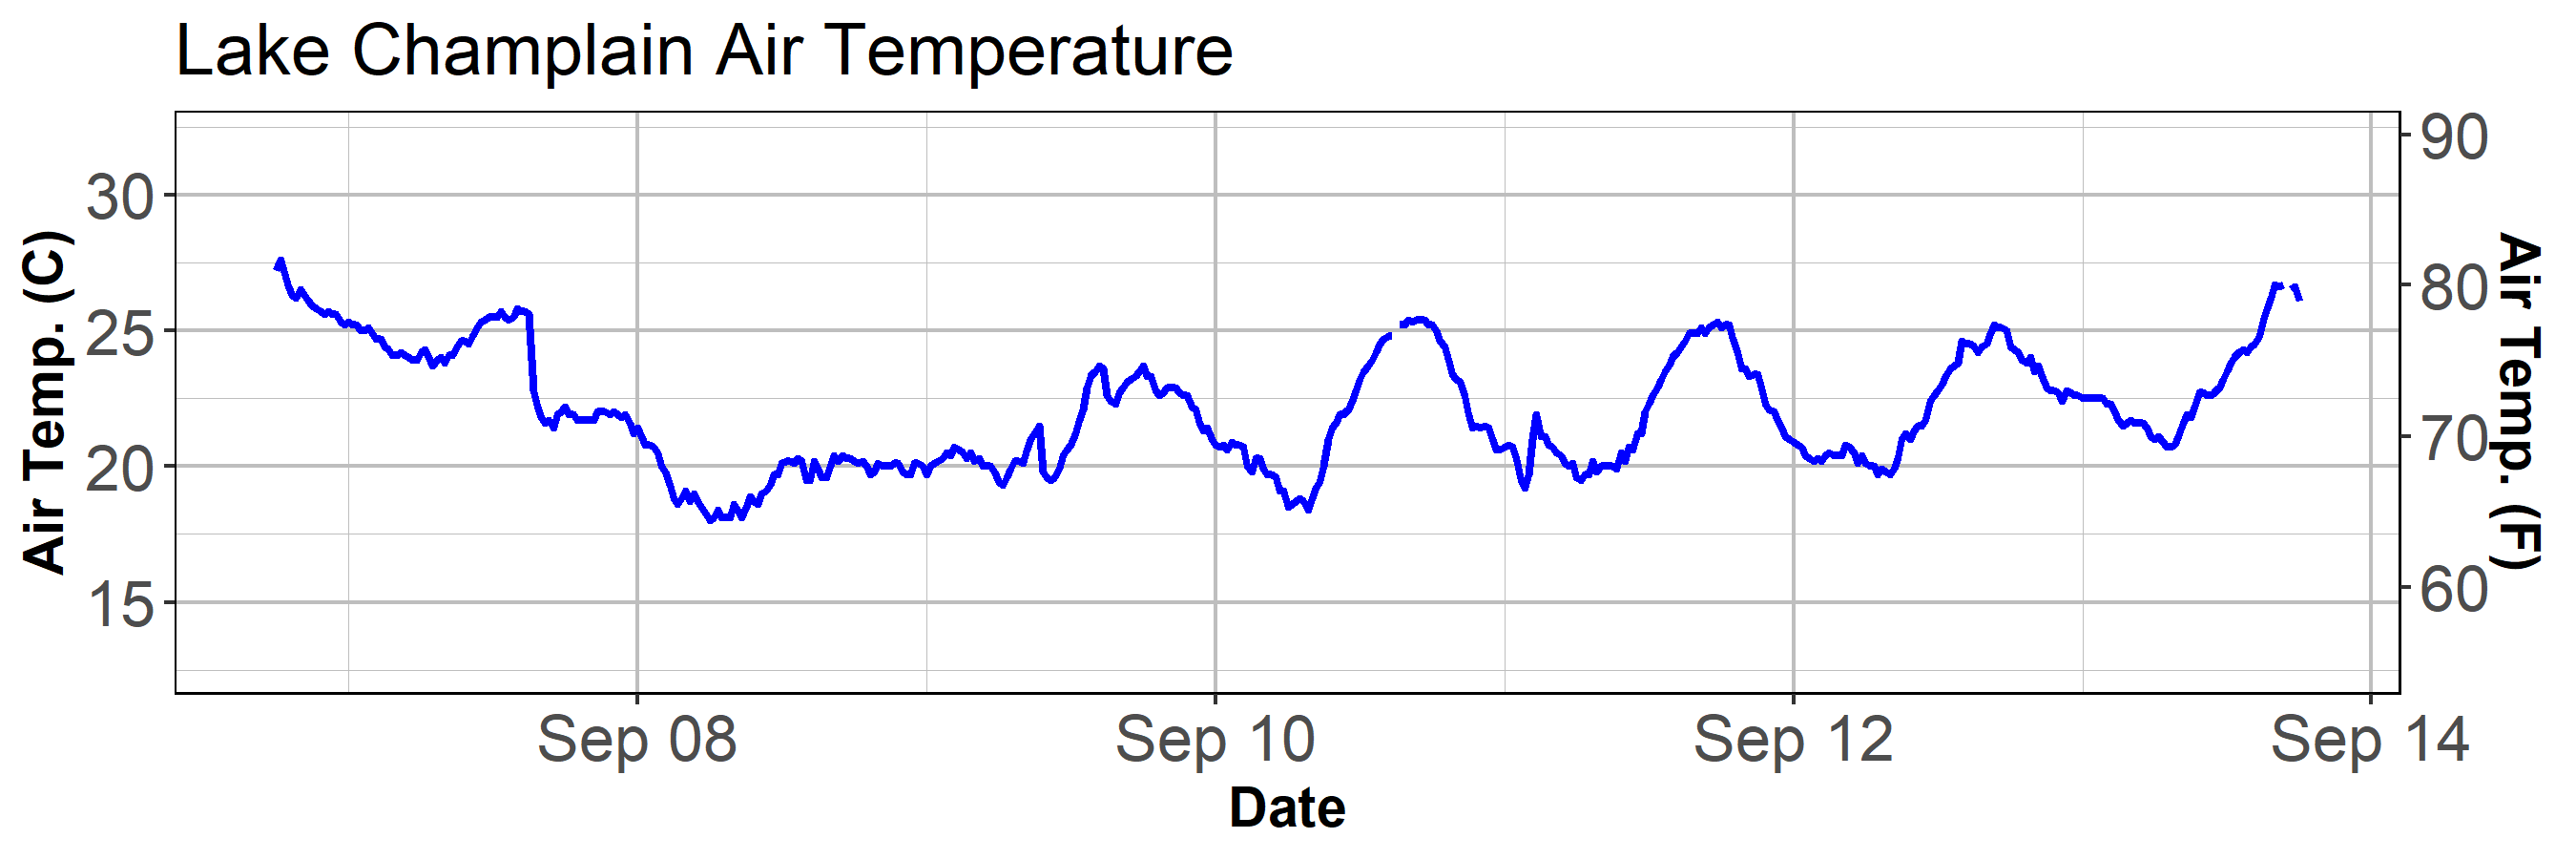 Lake Champlain Air Temperature
Air Temp. (C)
30
25
20
15
90
80
70
60
Air Temp. (F)
Sep 08 Sep 10 Sep 12 Sep 14
Date